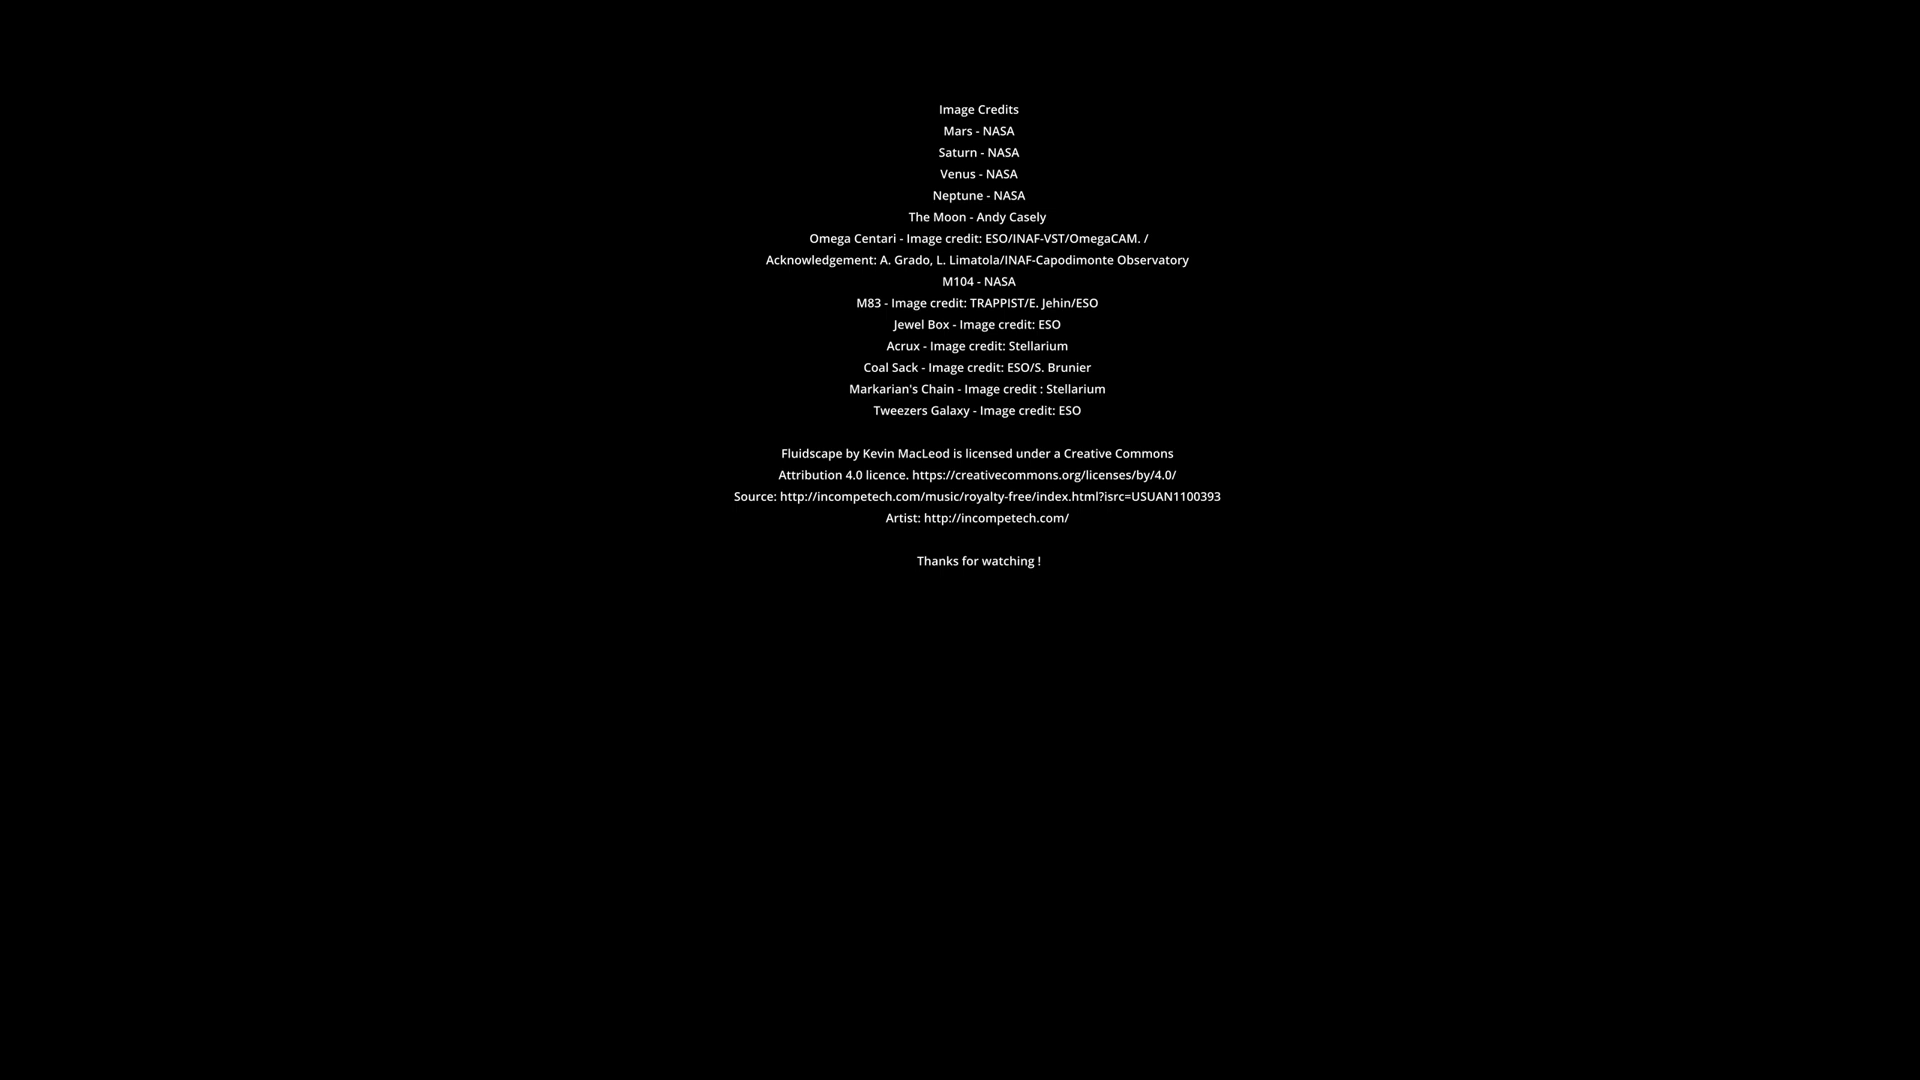 Image Credits
Mars - NASA
Saturn - NASA
Venus - NASA
Neptune - NASA
The Moon - Andy Casely
Omega Centari - Image credit: ESO/INAF-VST/OmegaCAM. /
Acknowledgement: A. Grado, L. Limatola/INAF-Capodimonte Observatory
M104 - NASA
M83 - Image credit: TRAPPIST/E. Jehin/ESO
Jewel Box - Image credit: ESO
Acrux - Image credit: Stellarium
Coal Sack - Image credit: ESO/S. Brunier
Markarian's Chain - Image credit : Stellarium
Tweezers Galaxy - Image credit: ESO
Fluidscape by Kevin MacLeod is licensed under a Creative Commons
Attribution 4.0 licence. https://creativecommons.org/licenses/by/4.0/
Source: http://incompetech.com/music/royalty-free/index.html?isrc=USUAN1100393
Artist: http://incompetech.com/
Thanks for watching !